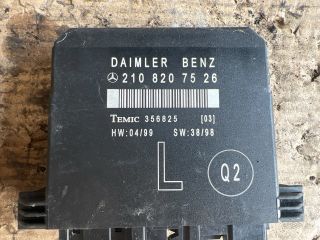 DAIMLER BENZ
210 820 75 26
TEMIC 356825 [03]
HW:04/99 SW:38/98
L Q2